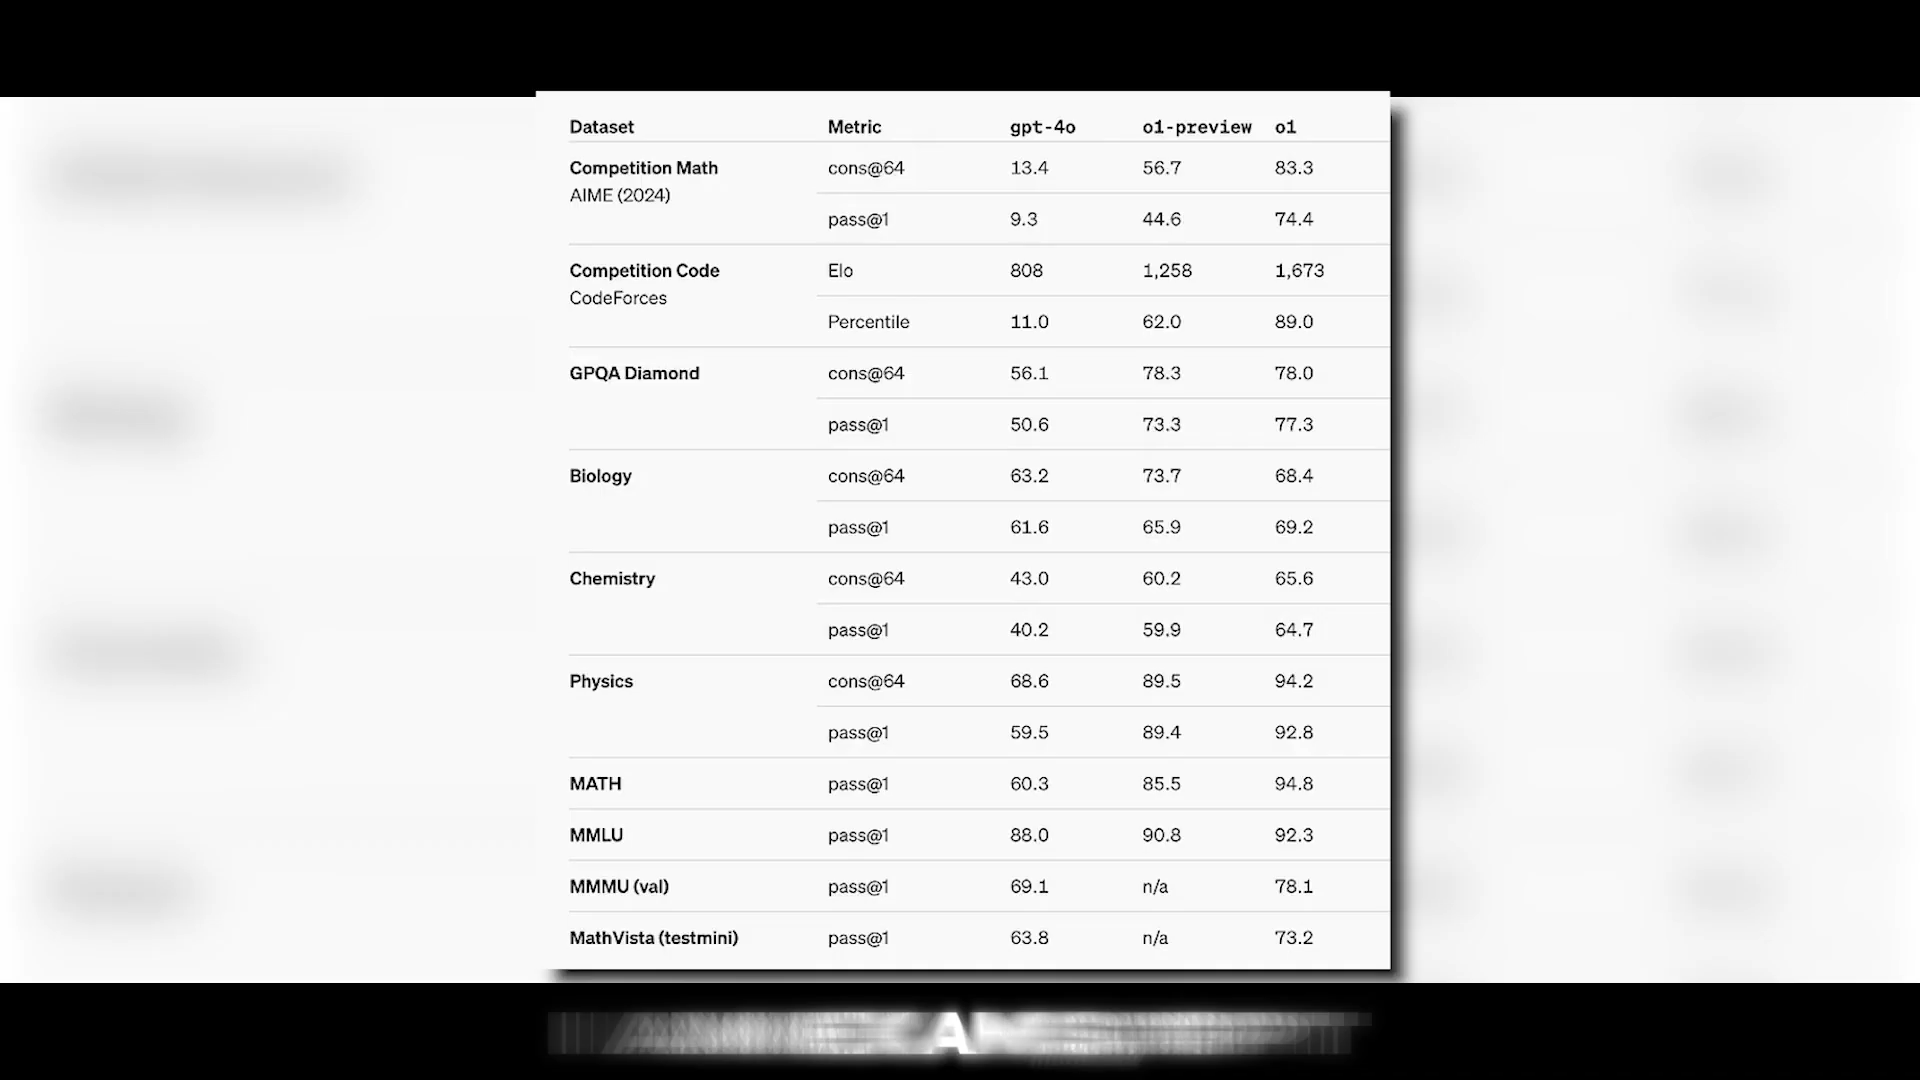 Dataset Metric gpt-4o o1-preview o1
Competition Math cons@64 13.4 56.7 83.3
AIME (2024)
pass@1 9.3 44.6 74.4
Competition Code Elo 808 1,258 1,673
CodeForces
Percentile 11.0 62.0 89.0
GPQA Diamond cons@64 56.1 78.3 78.0
pass@1 50.6 73.3 77.3
Biology cons@64 63.2 73.7 68.4
pass@1 61.6 65.9 69.2
Chemistry cons@64 43.0 60.2 65.6
pass@1 40.2 59.9 64.7
Physics cons@64 68.6 89.5 94.2
pass@1 59.5 89.4 92.8
MATH pass@1 60.3 85.5 94.8
MMLU pass@1 88.0 90.8 92.3
MMMU (val) pass@1 69.1 n/a 78.1
MathVista (testmini) pass@1 63.8 n/a 73.2